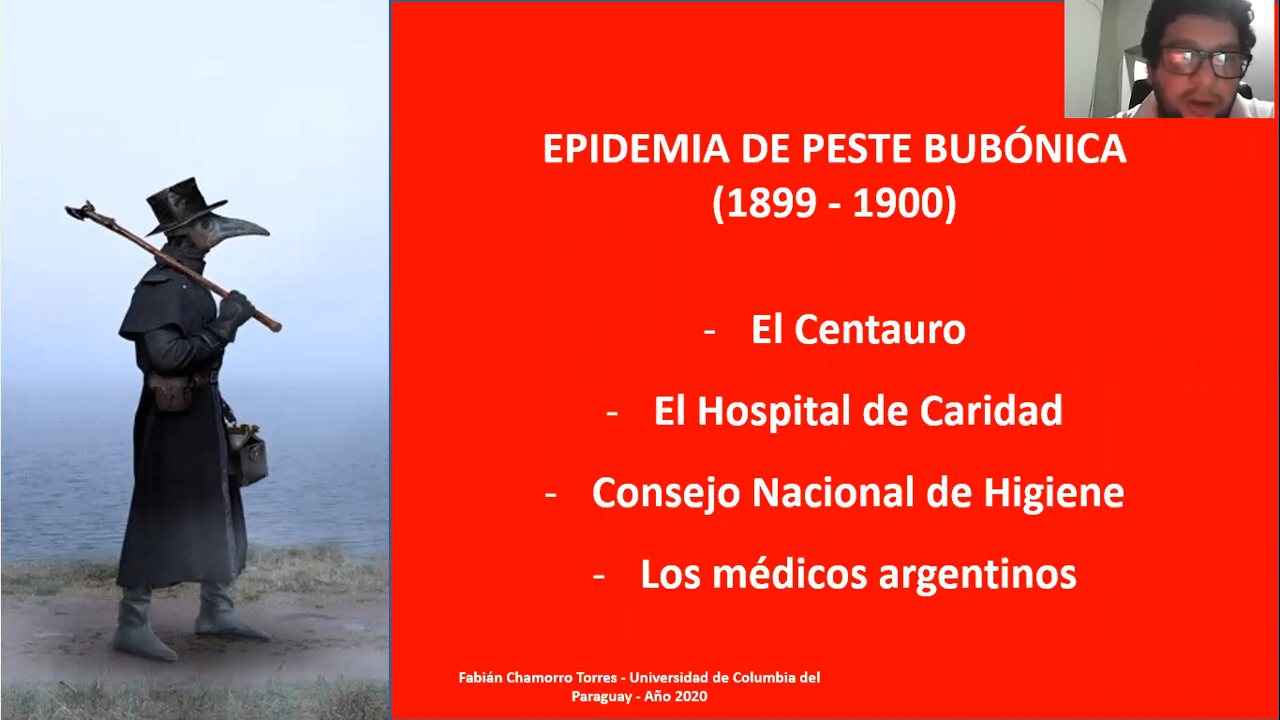 EPIDEMIA DE PESTE BUBÓNICA
(1899 - 1900)
- El Centauro
- El Hospital de Caridad
- Consejo Nacional de Higiene
- Los médicos argentinos
Fabián Chamorro Torres - Universidad de Columbia del
Paraguay - Año 2020